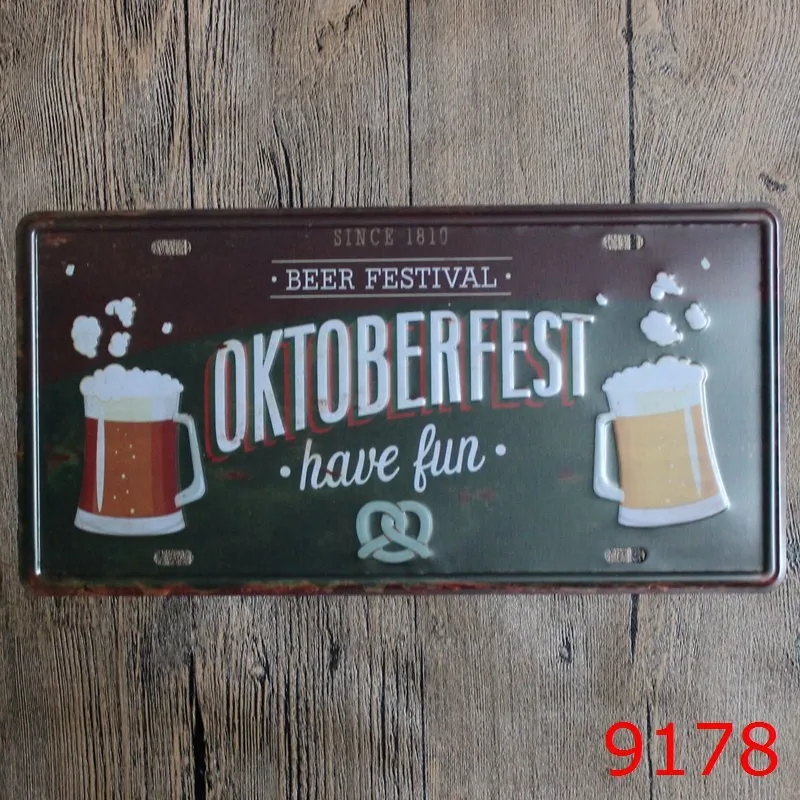 SINCE 1810
· BEER FESTIVAL ·
OKTOBERFEST
· have fun ·
9178